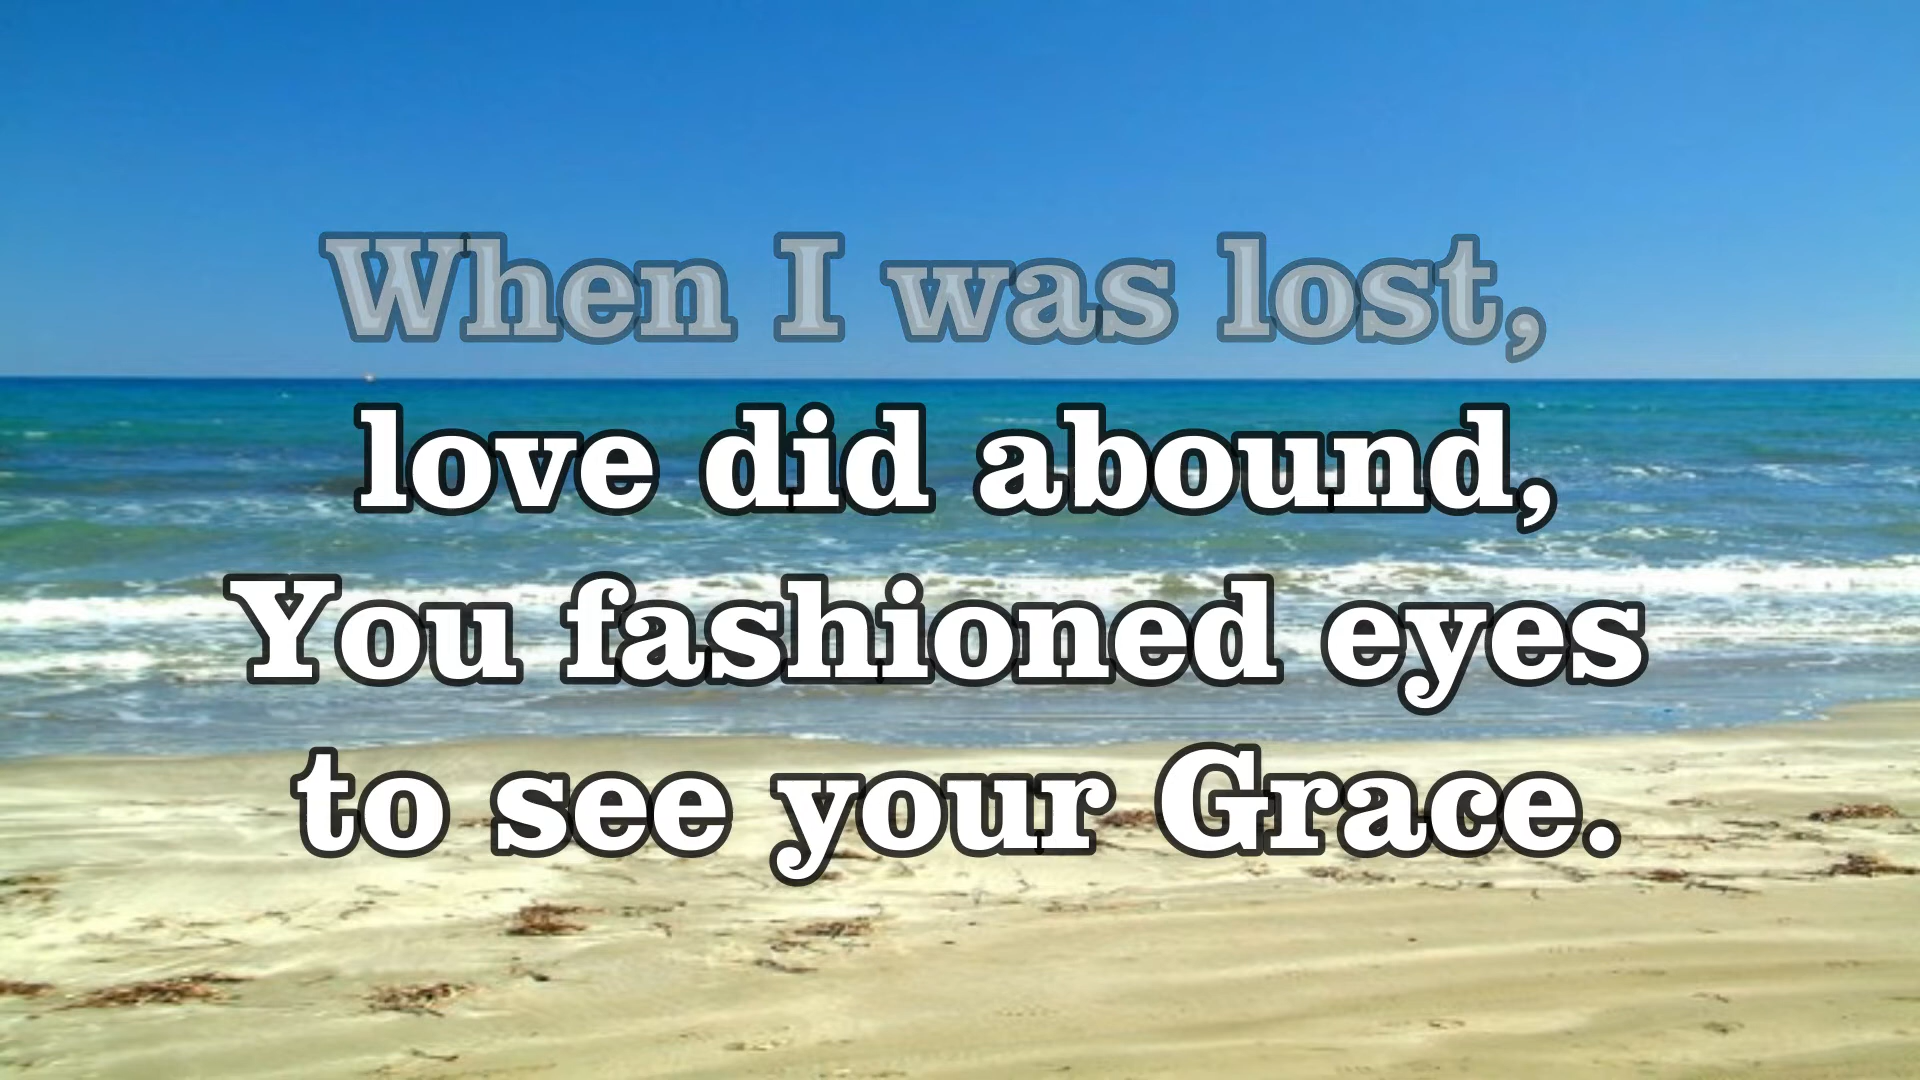 When I was lost,
love did abound,
You fashioned eyes
to see your Grace.